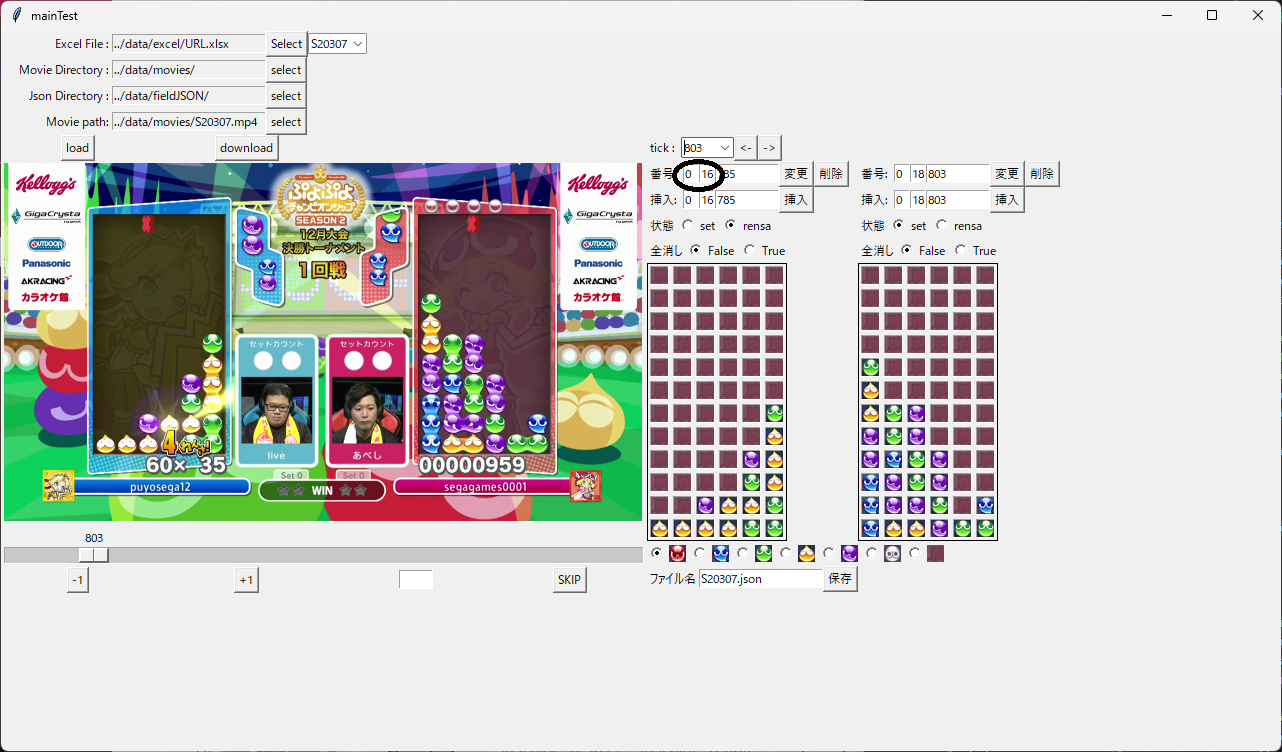 mainTest
Excel File : ../data/excel/URL.xlsx Select S20307
Movie Directory : ../data/movies/ select
Json Directory : ../data/fieldJSON/ select
Movie path: ../data/movies/S20307.mp4 select
load download
tick : 803 <- ->
番号: 0 16 785 変更 削除 番号: 0 18 803 変更 削除
挿入: 0 16 785 挿入 挿入: 0 18 803 挿入
状態 set rensa 状態 set rensa
全消し False True 全消し False True
Kellogg's
GigaCrysta
OUTDOOR
Panasonic
AKRACING
カラオケ館
ぷよぷよ
チャンピオンシップ
SEASON 2
12月大会
決勝トーナメント
1回戦
Kellogg's
GigaCrysta
OUTDOOR
Panasonic
AKRACING
カラオケ館
セットカウント セットカウント
live あべし
4れんさ!
60× 35 00000959
puyosega12 Set 0 WIN Set 0 segagames0001
803
-1 +1 SKIP
ファイル名 S20307.json 保存